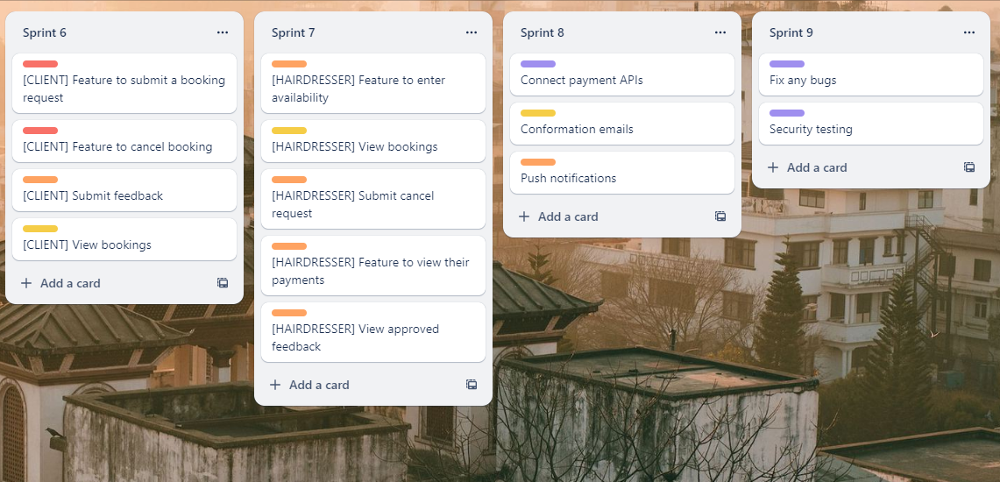 Sprint 6
[CLIENT] Feature to submit a booking
request
[CLIENT] Feature to cancel booking
[CLIENT] Submit feedback
[CLIENT] View bookings
Add a card
Sprint 7
[HAIRDRESSER] Feature to enter
availability
[HAIRDRESSER] View bookings
[HAIRDRESSER] Submit cancel
request
[HAIRDRESSER] Feature to view their
payments
[HAIRDRESSER] View approved
feedback
Add a card
Sprint 8
Connect payment APIs
Conformation emails
Push notifications
Add a card
Sprint 9
Fix any bugs
Security testing
Add a card